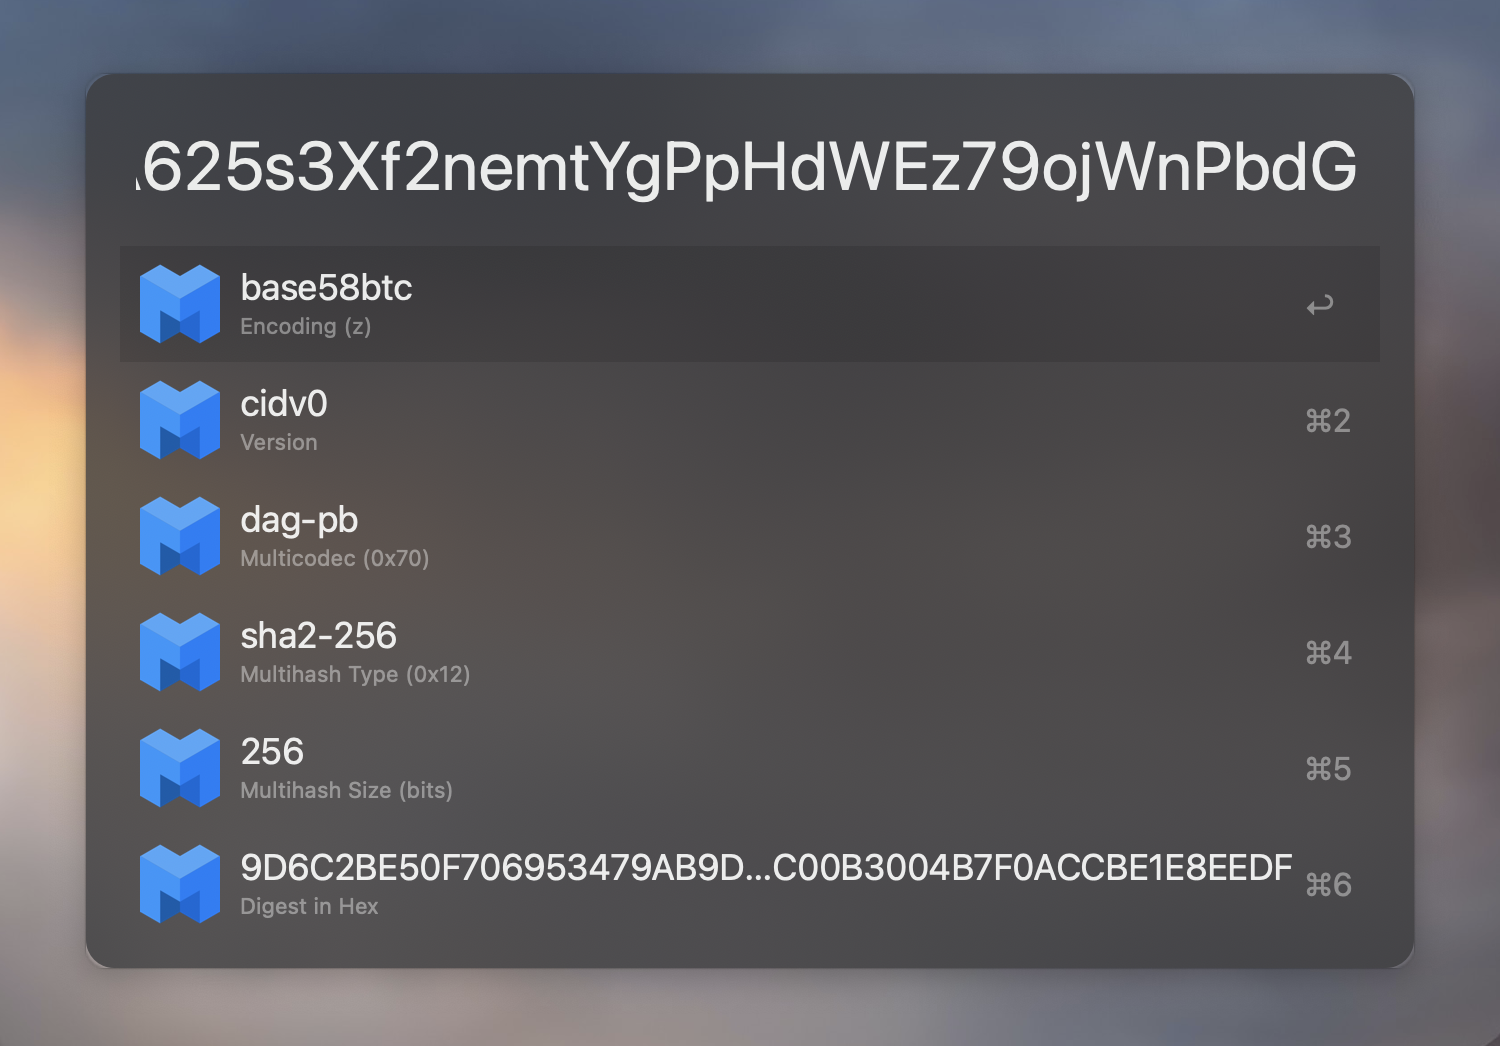 625s3Xf2nemtYgPpHdWEz79ojWnPbdG
base58btc
Encoding (z)
↩
cidv0
Version
⌘2
dag-pb
Multicodec (0x70)
⌘3
sha2-256
Multihash Type (0x12)
⌘4
256
Multihash Size (bits)
⌘5
9D6C2BE50F706953479AB9D...C00B3004B7F0ACCBE1E8EEDF
Digest in Hex
⌘6